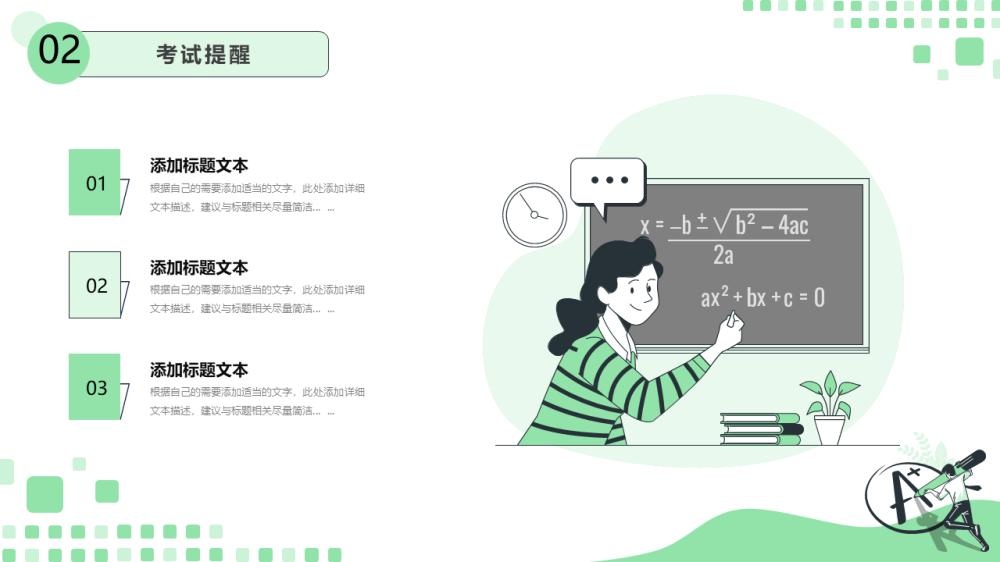 02
考试提醒
01
添加标题文本
根据自己的需要添加适当的文字，此处添加详细
文本描述，建议与标题相关尽量简洁... ...
02
添加标题文本
根据自己的需要添加适当的文字，此处添加详细
文本描述，建议与标题相关尽量简洁... ...
03
添加标题文本
根据自己的需要添加适当的文字，此处添加详细
文本描述，建议与标题相关尽量简洁... ...
x = –b ± √b² – 4ac
2a
ax² + bx + c = 0
A+